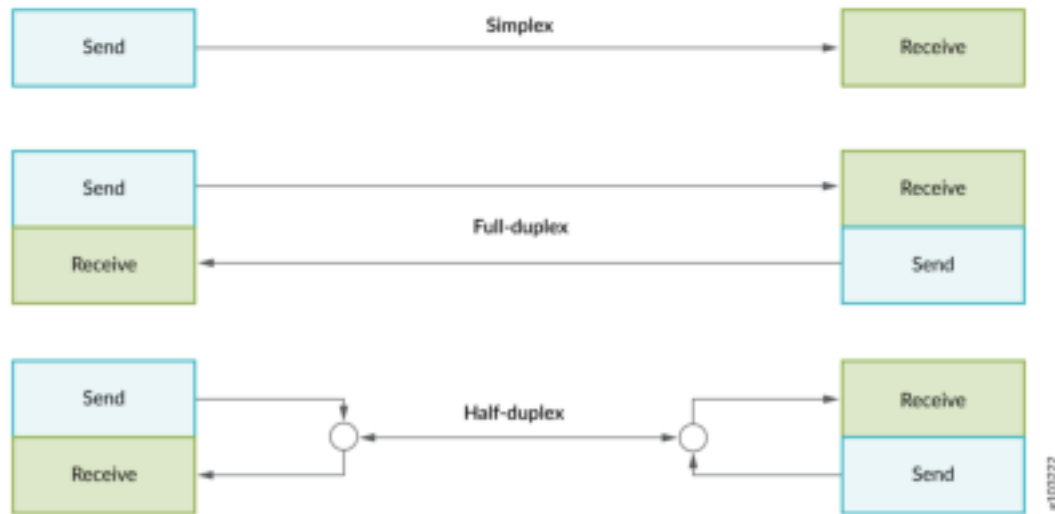 Simplex
Send
Receive
Send
Receive
Full-duplex
Receive
Send
Send
Half-duplex
Receive
Receive
Send